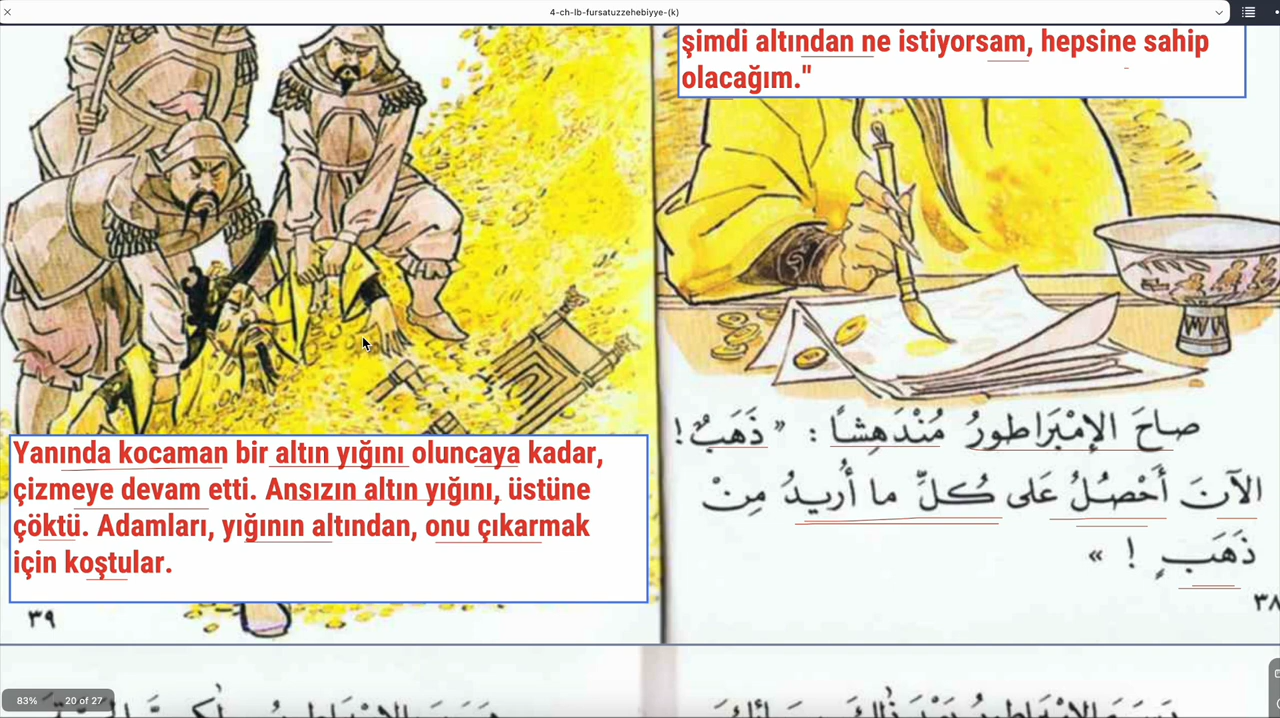 4-ch-lb-fursatuzzehebiyye-(k)
şimdi altından ne istiyorsam, hepsine sahip
olacağım."
صاحَ الإِمْبَراطورُ مُنْدَهِشاً : « ذَهَبٌ!
الآنَ أَحْصُلُ عَلى كُلِّ ما أُريدُ مِنْ
ذَهَبٍ ! »
٣٨
Yanında kocaman bir altın yığını oluncaya kadar,
çizmeye devam etti. Ansızın altın yığını, üstüne
çöktü. Adamları, yığının altından, onu çıkarmak
için koştular.
٣٩
83% 20 of 27